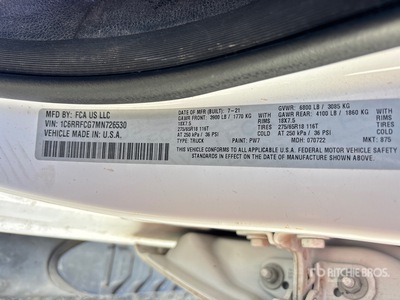 MFD BY: FCA US LLC
VIN: 1C6RRFCG7MN726530
VEHICLE MADE IN U.S.A.
DATE OF MFR (BUILT): 7-21
GAWR FRONT: 3900 LB / 1770 KG
18X7.5 RIMS
275/65R18 116T TIRES
AT 250 kPa / 36 PSI COLD
TYPE: TRUCK PAINT: PW7 MDH: 070722 MKT: 875
GVWR: 6800 LB / 3085 KG
GAWR REAR: 4100 LB / 1860 KG
RIMS 18X7.5
TIRES 275/65R18 116T
COLD AT 250 kPa / 36 PSI
THIS VEHICLE CONFORMS TO ALL APPLICABLE U.S.A. FEDERAL MOTOR VEHICLE SAFETY
STANDARDS IN EFFECT ON THE DATE OF MANUFACTURE SHOWN ABOVE
RITCHIE BROS.